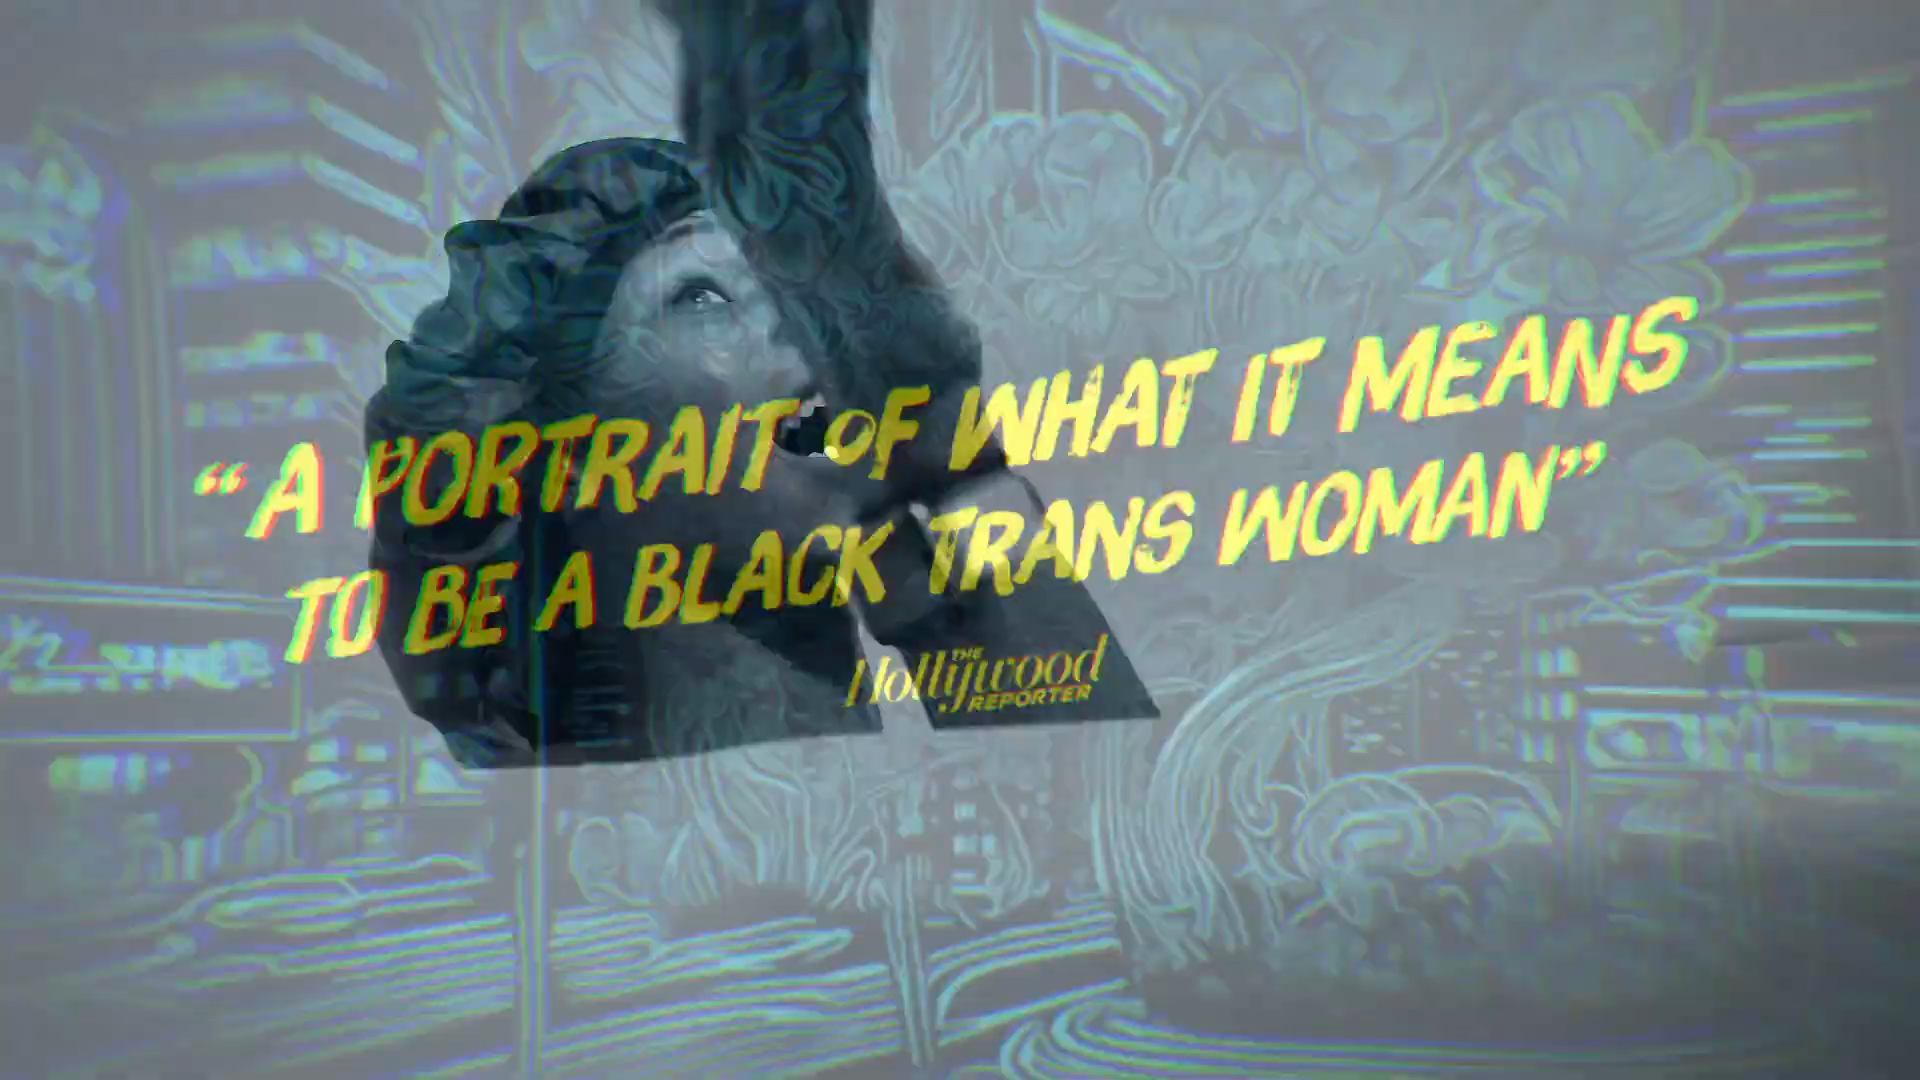 “A PORTRAIT OF WHAT IT MEANS
TO BE A BLACK TRANS WOMAN”
THE
Hollywood
REPORTER